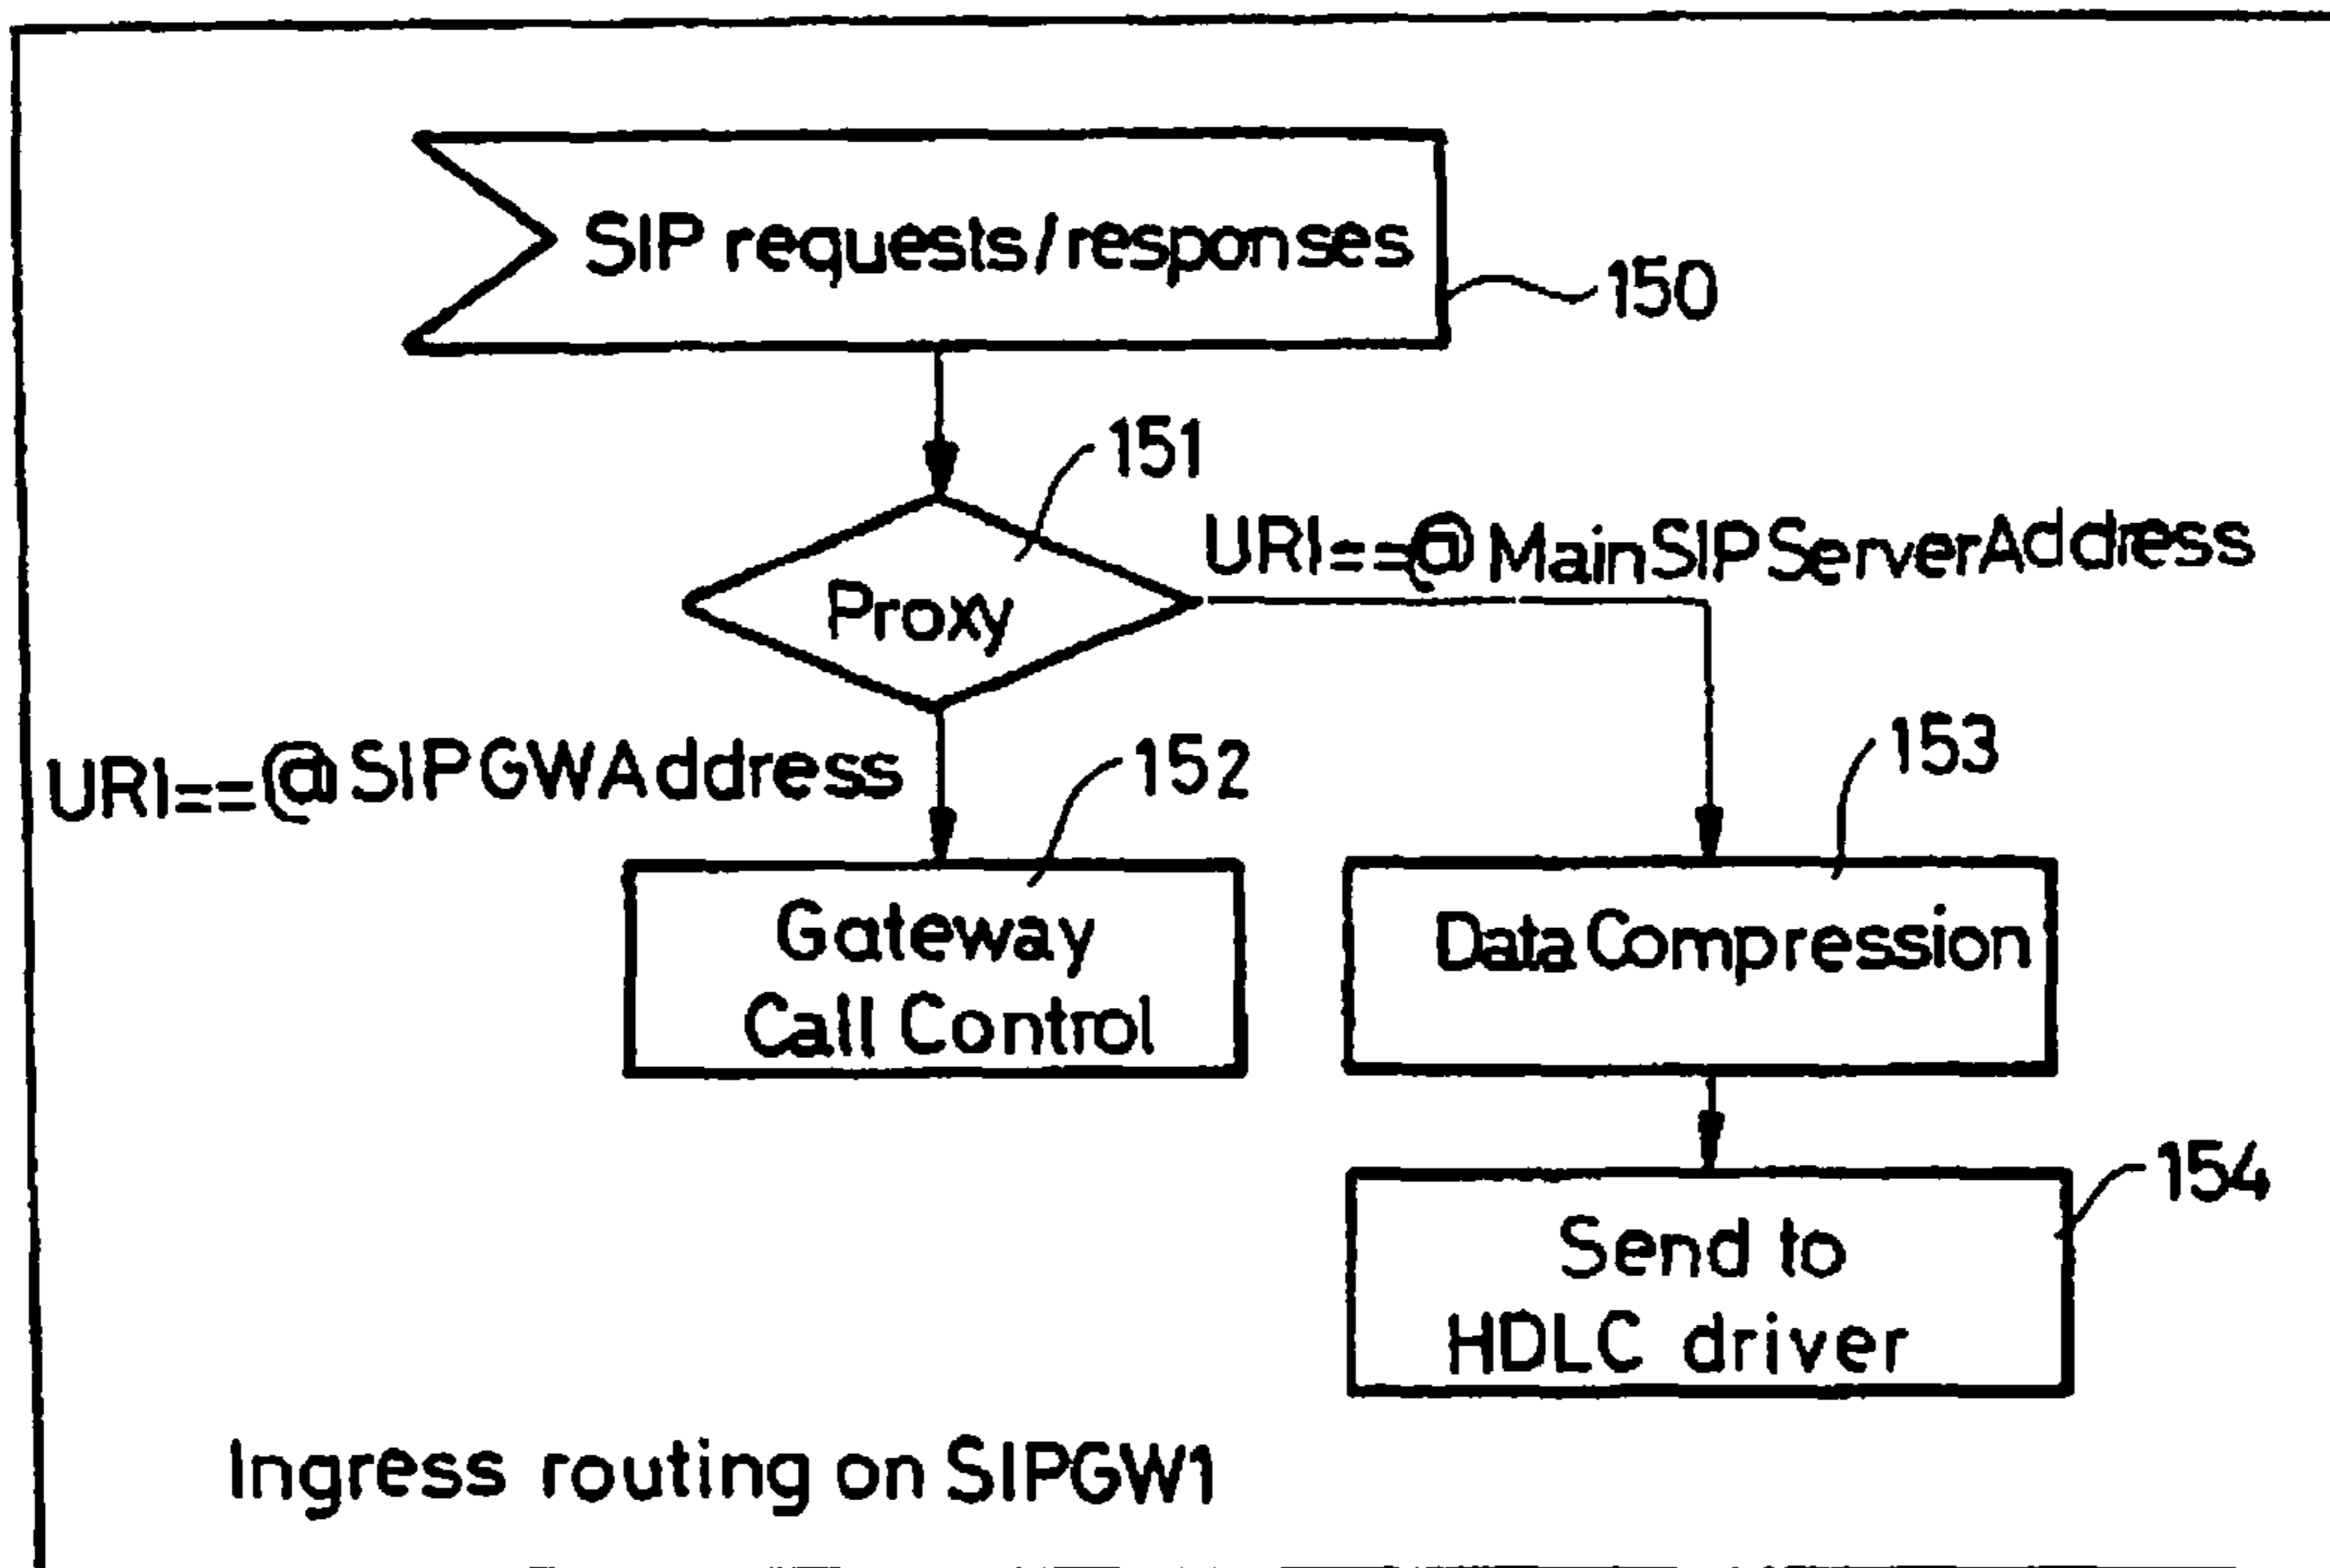 SIP requests/responses
150
151
URI==@MainSIPServerAddress
Proxy
URI==@SIPGWAddress
152
153
Gateway
Call Control
Data Compression
154
Send to
HDLC driver
Ingress routing on SIPGW1